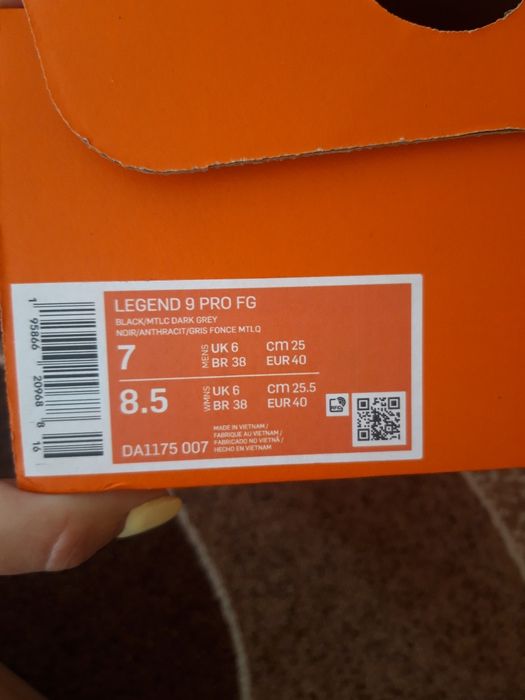 LEGEND 9 PRO FG
BLACK/MTLC DARK GREY
NOIR/ANTHRACIT/GRIS FONCE MTLQ
7 MENS UK 6 CM 25
BR 38 EUR 40
8.5 WMNS UK 6 CM 25.5
BR 38 EUR 40
DA1175 007
MADE IN VIETNAM /
FABRIQUE AU VIETNAM /
FABRICADO NO VIETNÃ /
HECHO EN VIETNAM
1 95866 20968 8 16